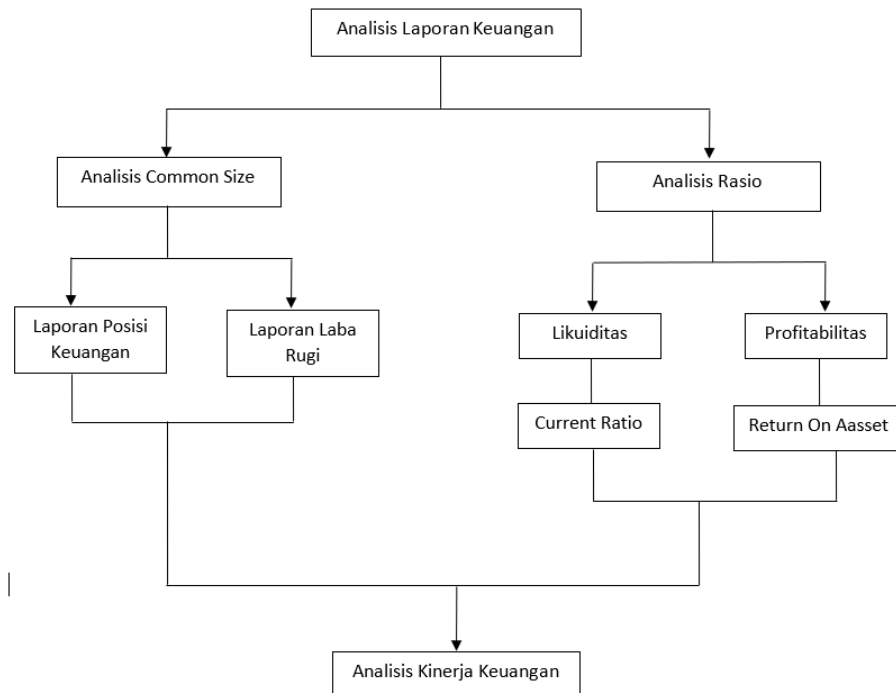 Analisis Laporan Keuangan
Analisis Common Size
Analisis Rasio
Laporan Posisi
Keuangan
Laporan Laba
Rugi
Likuiditas
Profitabilitas
Current Ratio
Return On Aasset
Analisis Kinerja Keuangan